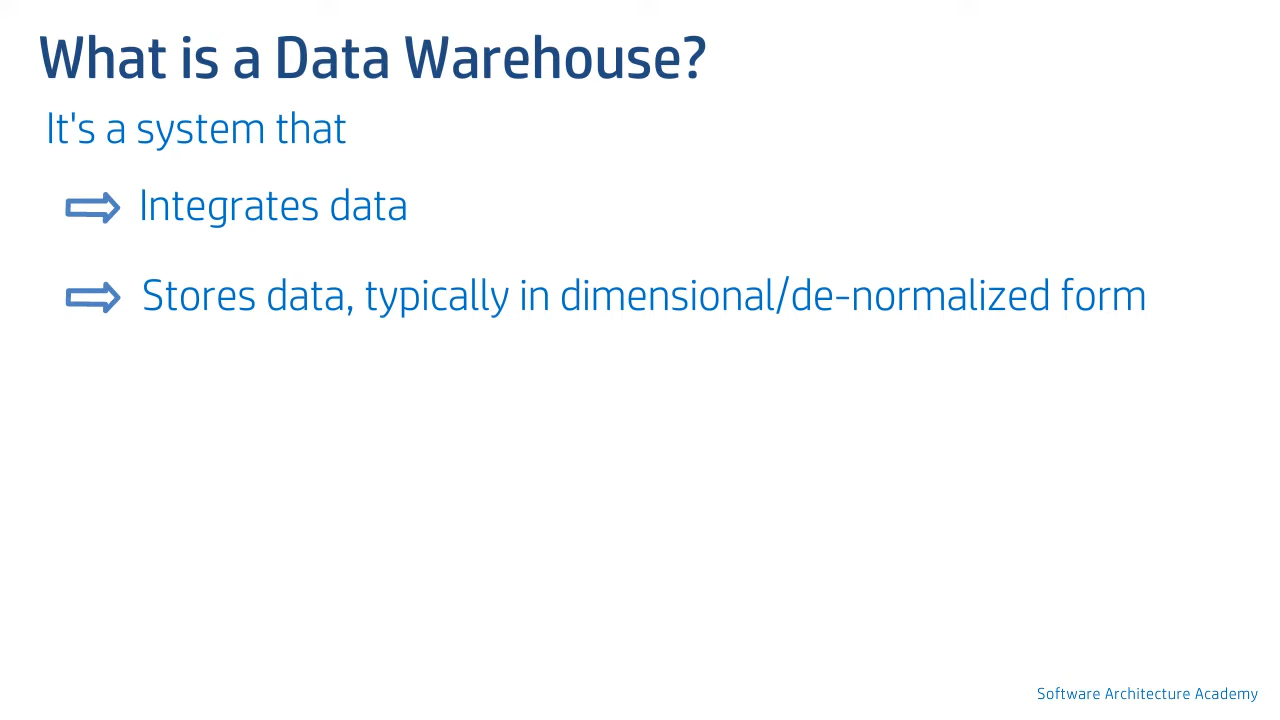 What is a Data Warehouse?
It's a system that
Integrates data
Stores data, typically in dimensional/de-normalized form
Software Architecture Academy